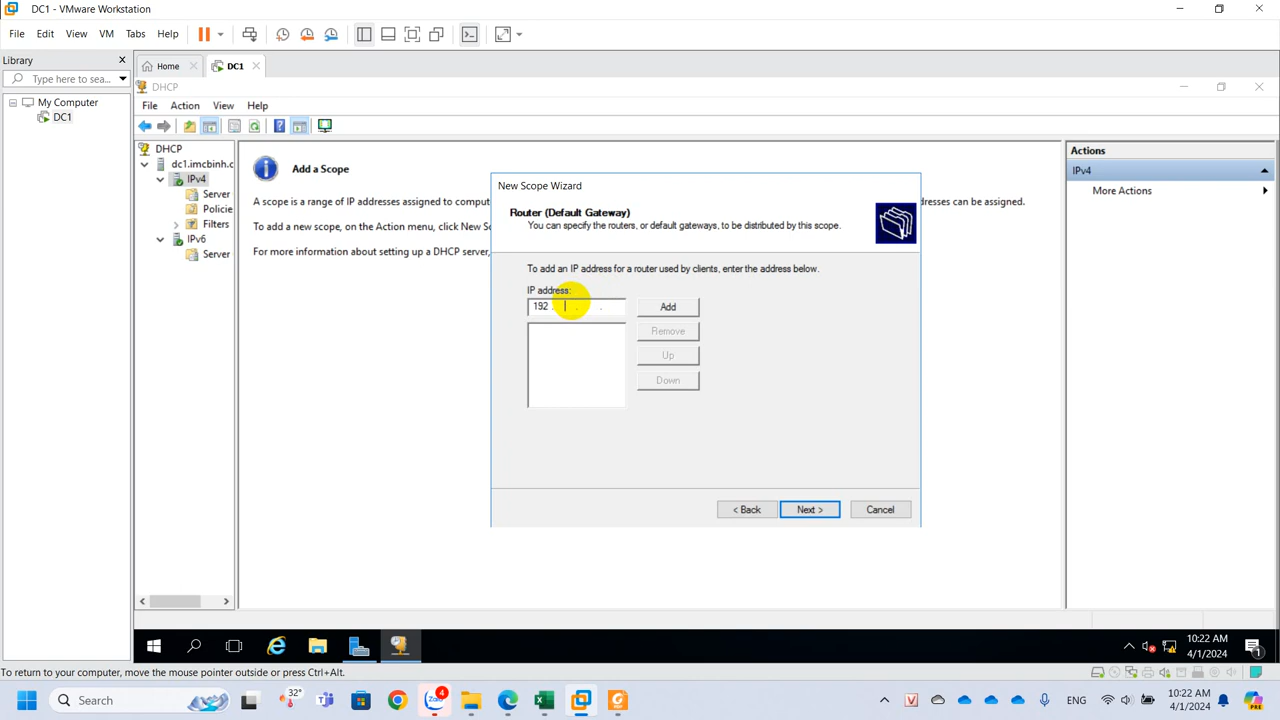 DC1 - VMware Workstation
File Edit View VM Tabs Help
Library
Type here to sea...
My Computer
DC1
Home
DC1
DHCP
File Action View Help
DHCP
dc1.imcbinh.c
IPv4
Server
Policie
Filters
IPv6
Server
Add a Scope
A scope is a range of IP addresses assigned to comput
resses can be assigned.
To add a new scope, on the Action menu, click New Sc
For more information about setting up a DHCP server,
New Scope Wizard
Router (Default Gateway)
You can specify the routers, or default gateways, to be distributed by this scope.
To add an IP address for a router used by clients, enter the address below.
IP address:
192 . . .
Add
Remove
Up
Down
< Back
Next >
Cancel
Actions
IPv4
More Actions
10:22 AM
4/1/2024
1
To return to your computer, move the mouse pointer outside or press Ctrl+Alt.
Search
32°
Zalo
4
V
ENG
10:22 AM
4/1/2024
PRE